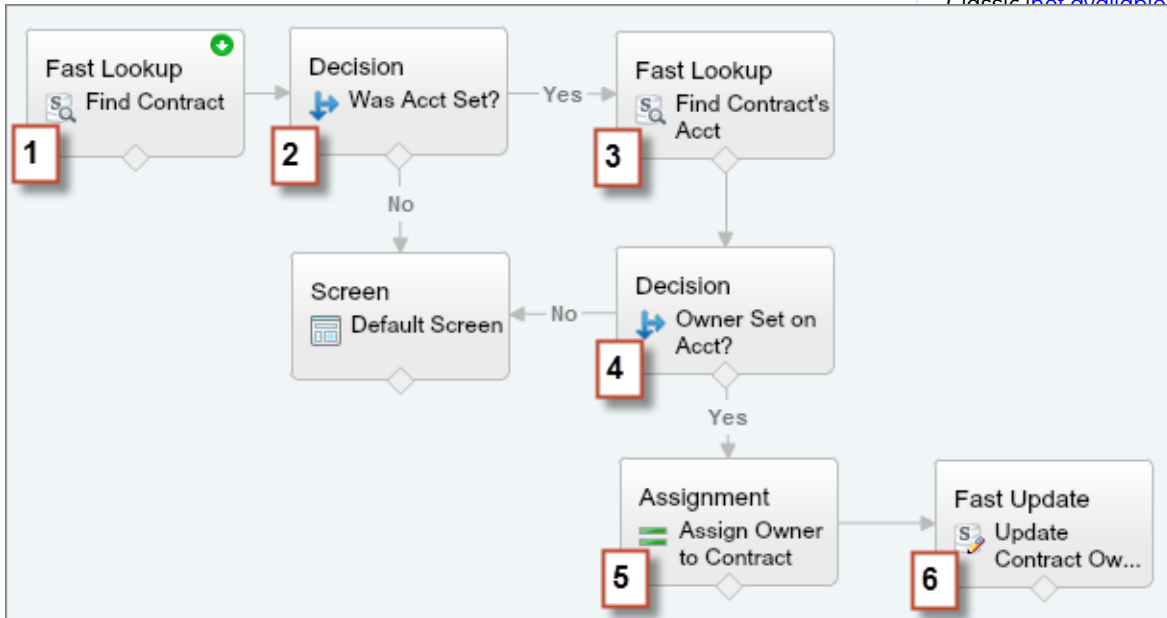 Fast Lookup
Find Contract
1
Decision
Was Acct Set?
2
Yes
Fast Lookup
Find Contract's
Acct
3
No
Screen
Default Screen
No
Decision
Owner Set on
Acct?
4
Yes
Assignment
Assign Owner
to Contract
5
Fast Update
Update
Contract Ow...
6